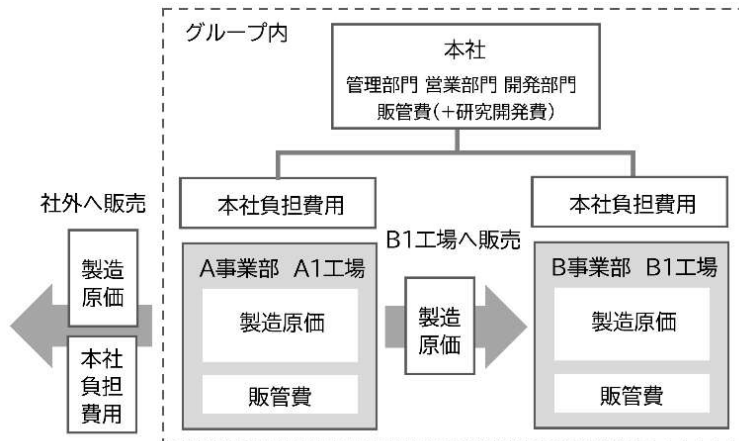 グループ内
本社
管理部門 営業部門 開発部門
販管費(+研究開発費)
社外へ販売
製造
原価
本社
負担
費用
本社負担費用
A事業部 A1工場
製造原価
販管費
B1工場へ販売
製造
原価
本社負担費用
B事業部 B1工場
製造原価
販管費